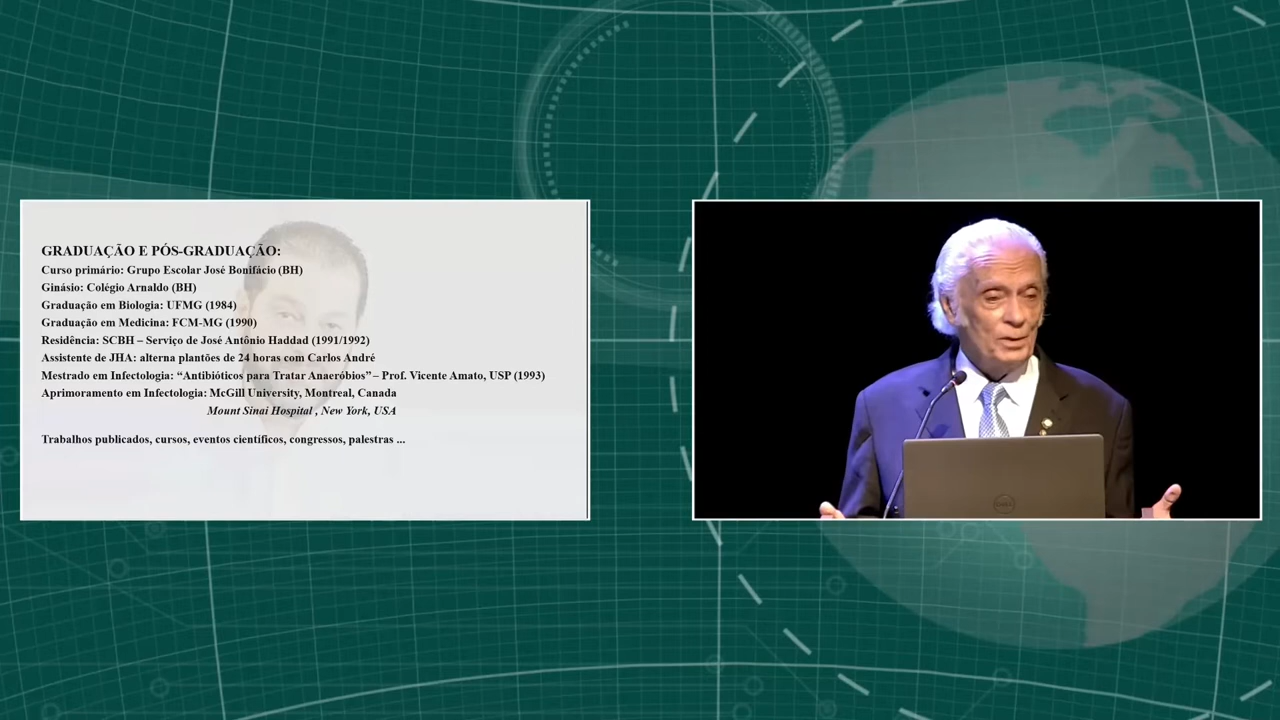 GRADUAÇÃO E PÓS-GRADUAÇÃO:
Curso primário: Grupo Escolar José Bonifácio (BH)
Ginásio: Colégio Arnaldo (BH)
Graduação em Biologia: UFMG (1984)
Graduação em Medicina: FCM-MG (1990)
Residência: SCBH – Serviço de José Antônio Haddad (1991/1992)
Assistente de JHA: alterna plantões de 24 horas com Carlos André
Mestrado em Infectologia: “Antibióticos para Tratar Anaeróbios” – Prof. Vicente Amato, USP (1993)
Aprimoramento em Infectologia: McGill University, Montreal, Canada
Mount Sinai Hospital , New York, USA
Trabalhos publicados, cursos, eventos científicos, congressos, palestras ...
DELL